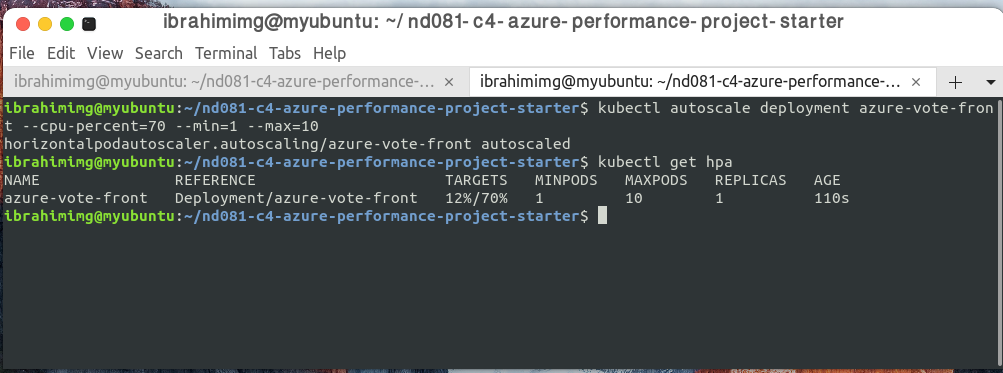 ibrahimimg@myubuntu: ~/nd081-c4-azure-performance-project-starter
File Edit View Search Terminal Tabs Help
ibrahimimg@myubuntu: ~/nd081-c4-azure-performance-... × ibrahimimg@myubuntu: ~/nd081-c4-azure-performance-... × +
ibrahimimg@myubuntu:~/nd081-c4-azure-performance-project-starter$ kubectl autoscale deployment azure-vote-fron
t --cpu-percent=70 --min=1 --max=10
horizontalpodautoscaler.autoscaling/azure-vote-front autoscaled
ibrahimimg@myubuntu:~/nd081-c4-azure-performance-project-starter$ kubectl get hpa
NAME REFERENCE TARGETS MINPODS MAXPODS REPLICAS AGE
azure-vote-front Deployment/azure-vote-front 12%/70% 1 10 1 110s
ibrahimimg@myubuntu:~/nd081-c4-azure-performance-project-starter$